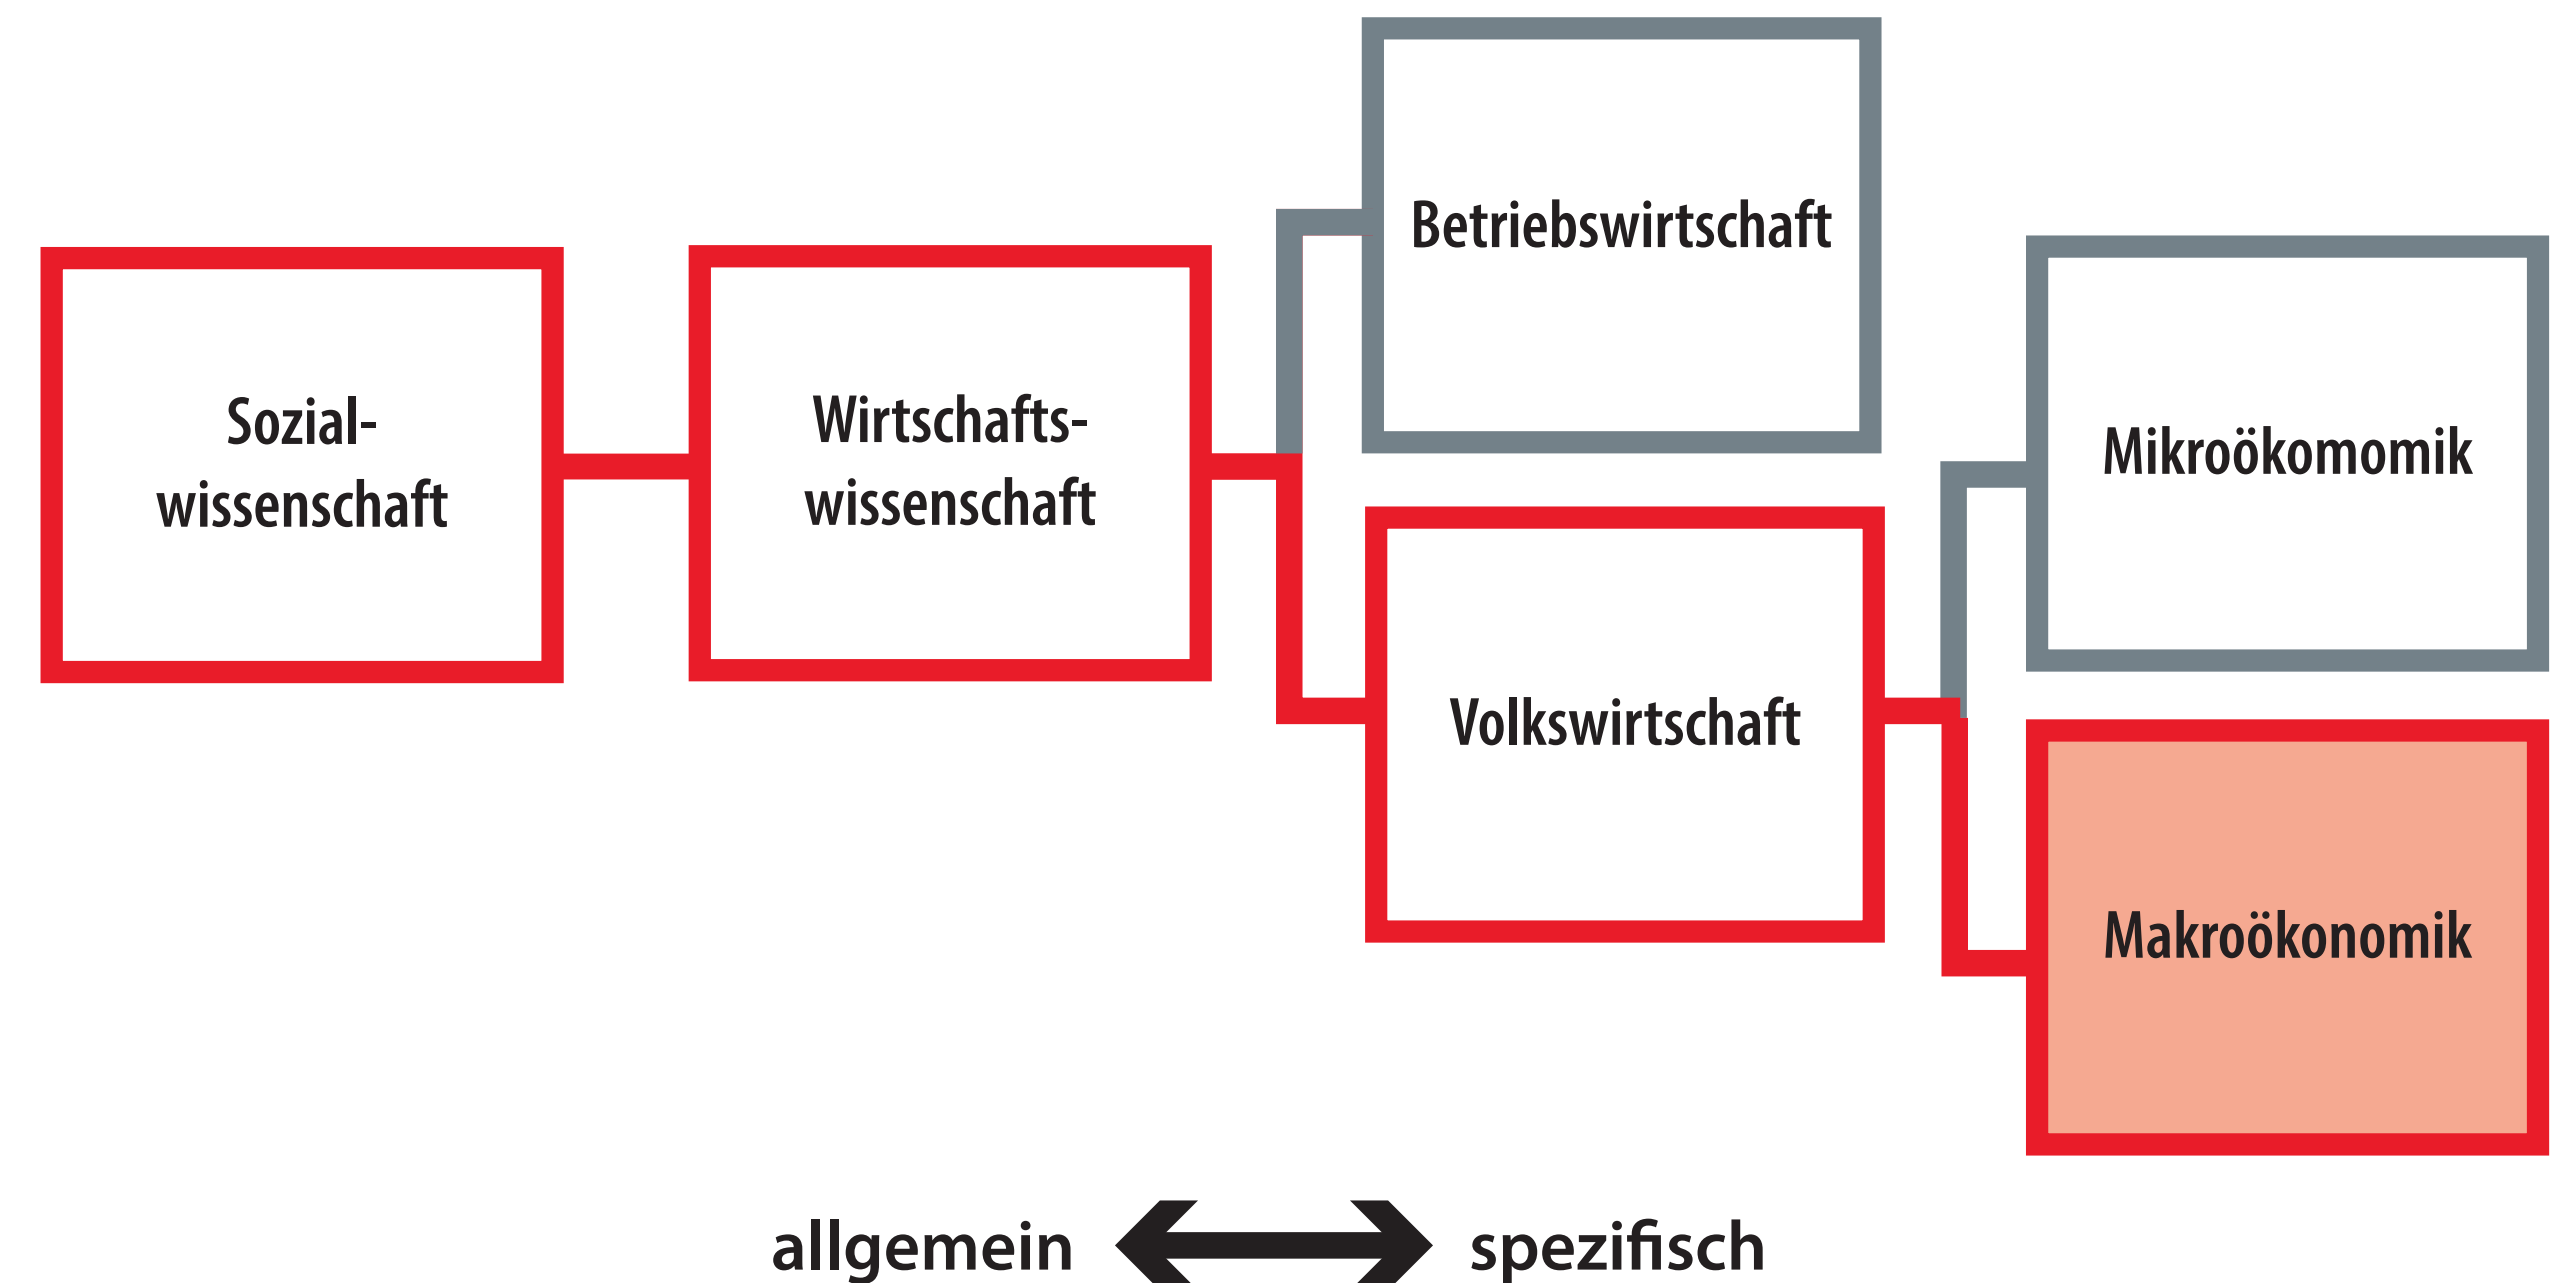 Sozial-
wissenschaft
Wirtschafts-
wissenschaft
Betriebswirtschaft
Volkswirtschaft
Mikroökomomik
Makroökonomik
allgemein
spezifisch